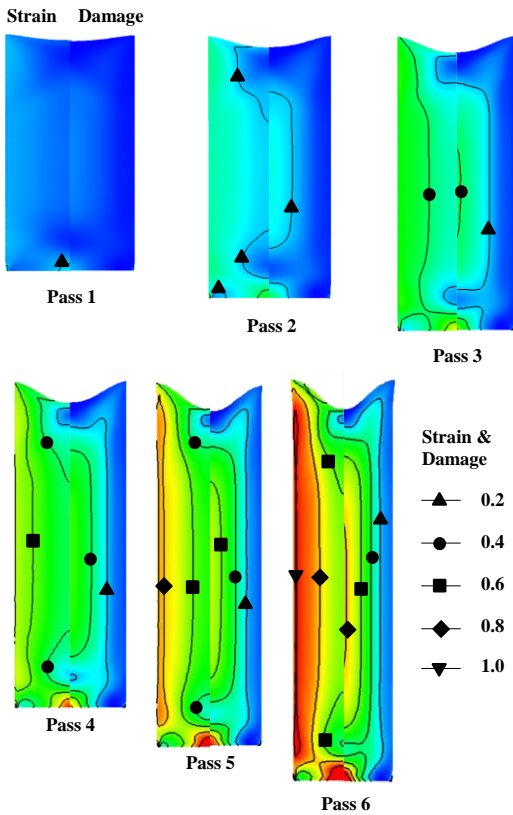 Strain Damage
Pass 1
Pass 2
Pass 3
Pass 4
Pass 5
Pass 6
Strain &
Damage
0.2
0.4
0.6
0.8
1.0